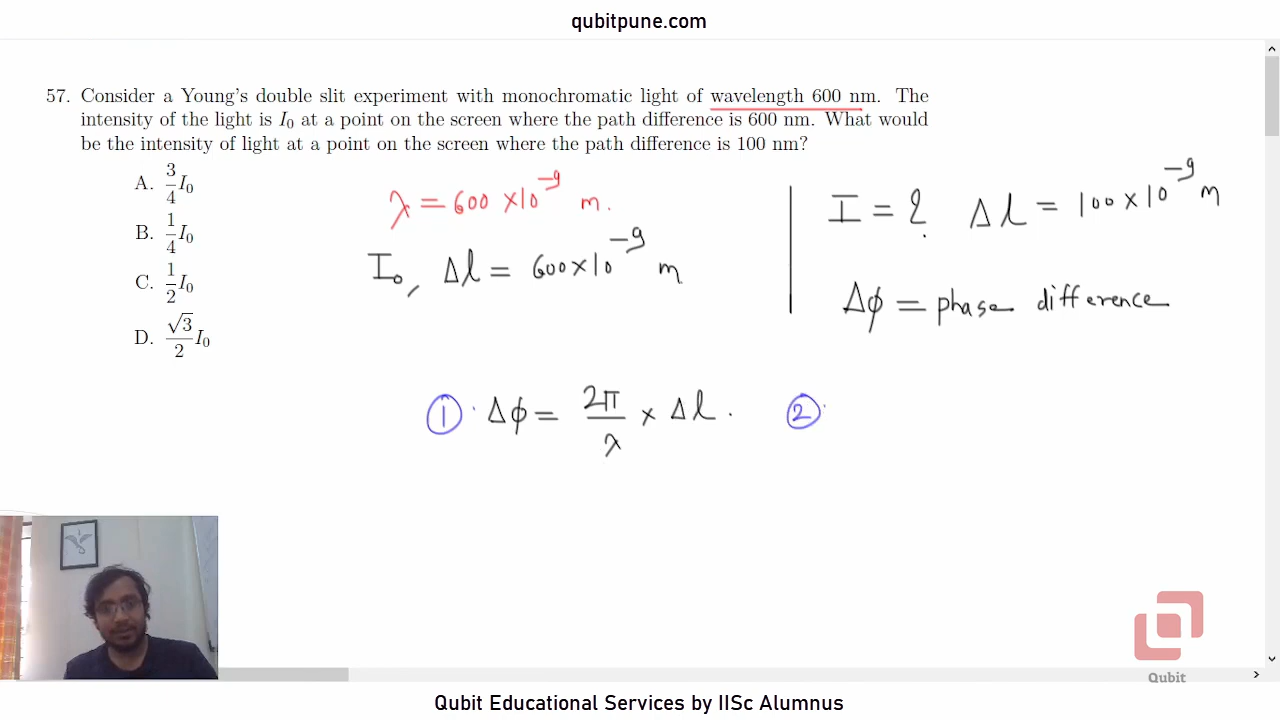 qubitpune.com
57. Consider a Young's double slit experiment with monochromatic light of wavelength 600 nm. The
intensity of the light is I₀ at a point on the screen where the path difference is 600 nm. What would
be the intensity of light at a point on the screen where the path difference is 100 nm?
A. 3/4 I₀
B. 1/4 I₀
C. 1/2 I₀
D. √3/2 I₀
λ = 600 × 10⁻⁹ m.
I₀, Δl = 600×10⁻⁹ m
I = ? Δl = 100×10⁻⁹ m
Δϕ = phase difference
① Δϕ = 2π/λ × Δl. ②
Qubit
Qubit Educational Services by IISc Alumnus